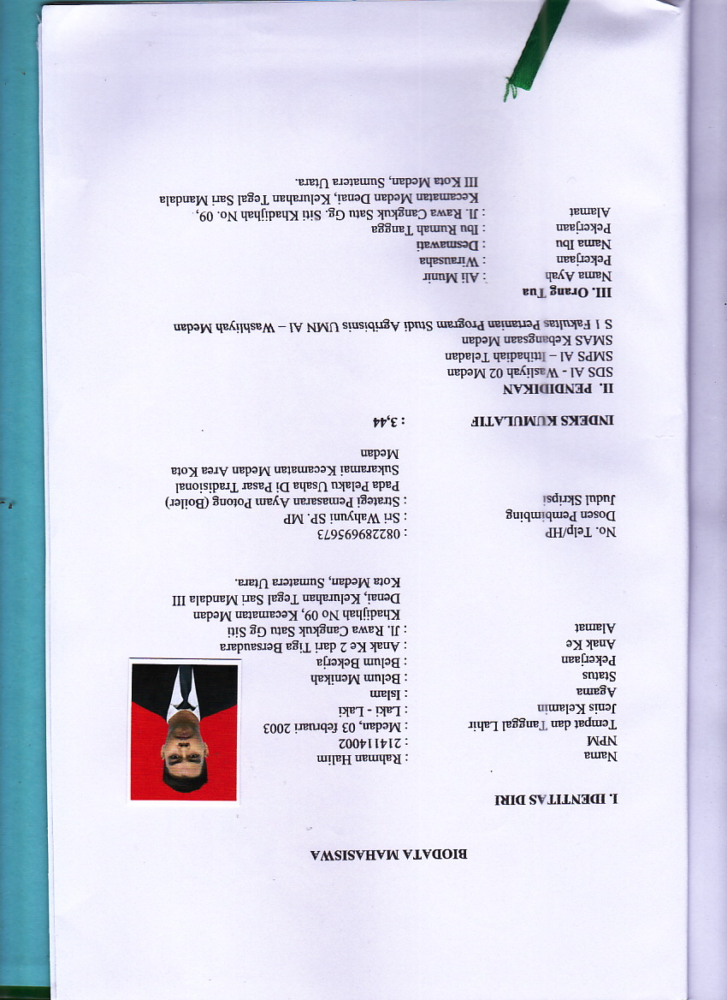 BIODATA MAHASISWA
I. IDENTITAS DIRI
Nama : Rahman Halim
NPM : 214114002
Tempat dan Tanggal Lahir : Medan, 03 februari 2003
Jenis Kelamin : Laki - Laki
Agama : Islam
Status : Belum Menikah
Pekerjaan : Belum Bekerja
Anak Ke : Anak Ke 2 dari Tiga Bersaudara
Alamat : Jl. Rawa Cangkuk Satu Gg Siti
Khadijhah No 09, Kecamatan Medan
Denai, Kelurahan Tegal Sari Mandala III
Kota Medan, Sumatera Utara.
No. Telp/HP : 082289695673
Dosen Pembimbing : Sri Wahyuni SP. MP
Judul Skripsi : Strategi Pemasaran Ayam Potong (Boiler)
Pada Pelaku Usaha Di Pasar Tradisional
Sukaramai Kecamatan Medan Area Kota
Medan
INDEKS KUMULATIF : 3,44
II. PENDIDIKAN
SDS Al - Wasliyah 02 Medan
SMPS Al – Ittihadiah Teladan
SMAS Kebangsaan Medan
S 1 Fakultas Pertanian Program Studi Agribisnis UMN Al – Washliyah Medan
III. Orang Tua
Nama Ayah : Ali Munir
Pekerjaan : Wirausaha
Nama Ibu : Desmawati
Pekerjaan : Ibu Rumah Tangga
Alamat : Jl. Rawa Cangkuk Satu Gg. Siti Khadijhah No. 09,
Kecamatan Medan Denai, Kelurahan Tegal Sari Mandala
III Kota Medan, Sumatera Utara.